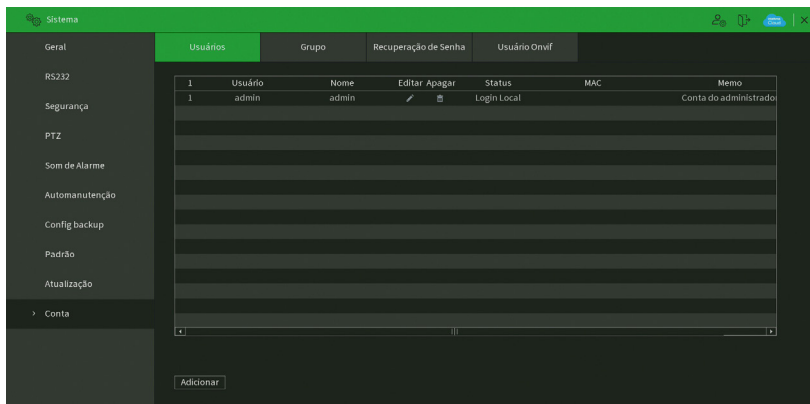 Sistema
Geral
RS232
Segurança
PTZ
Som de Alarme
Automanutenção
Config backup
Padrão
Atualização
> Conta
Usuários Grupo Recuperação de Senha Usuário Onvif
1 Usuário Nome Editar Apagar Status MAC Memo
1 admin admin Login Local Conta do administrado
Adicionar